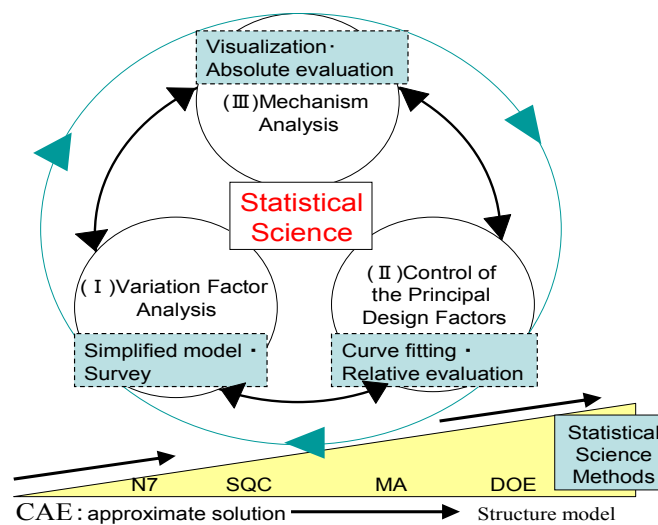 Visualization・
Absolute evaluation
(Ⅲ)Mechanism
Analysis
Statistical
Science
(Ⅰ)Variation Factor
Analysis
(Ⅱ)Control of
the Principal
Design Factors
Simplified model・
Survey
Curve fitting・
Relative evaluation
Statistical
Science
Methods
N7 SQC MA DOE
CAE：approximate solution Structure model